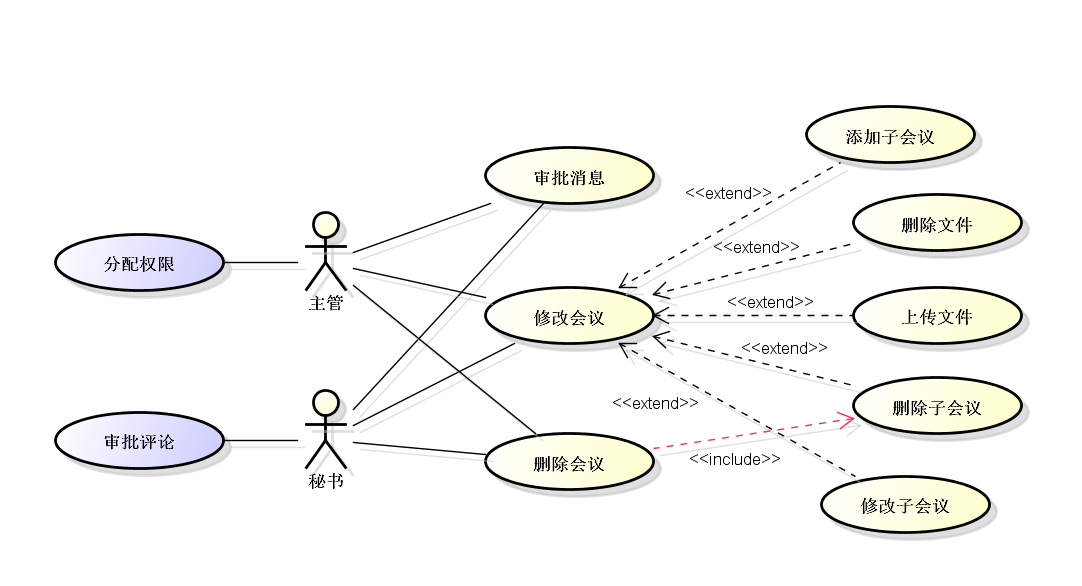 添加子会议
审批消息
<<extend>>
删除文件
<<extend>>
分配权限
主管
<<extend>>
修改会议
上传文件
<<extend>>
<<extend>>
删除子会议
审批评论
秘书
删除会议
<<include>>
修改子会议